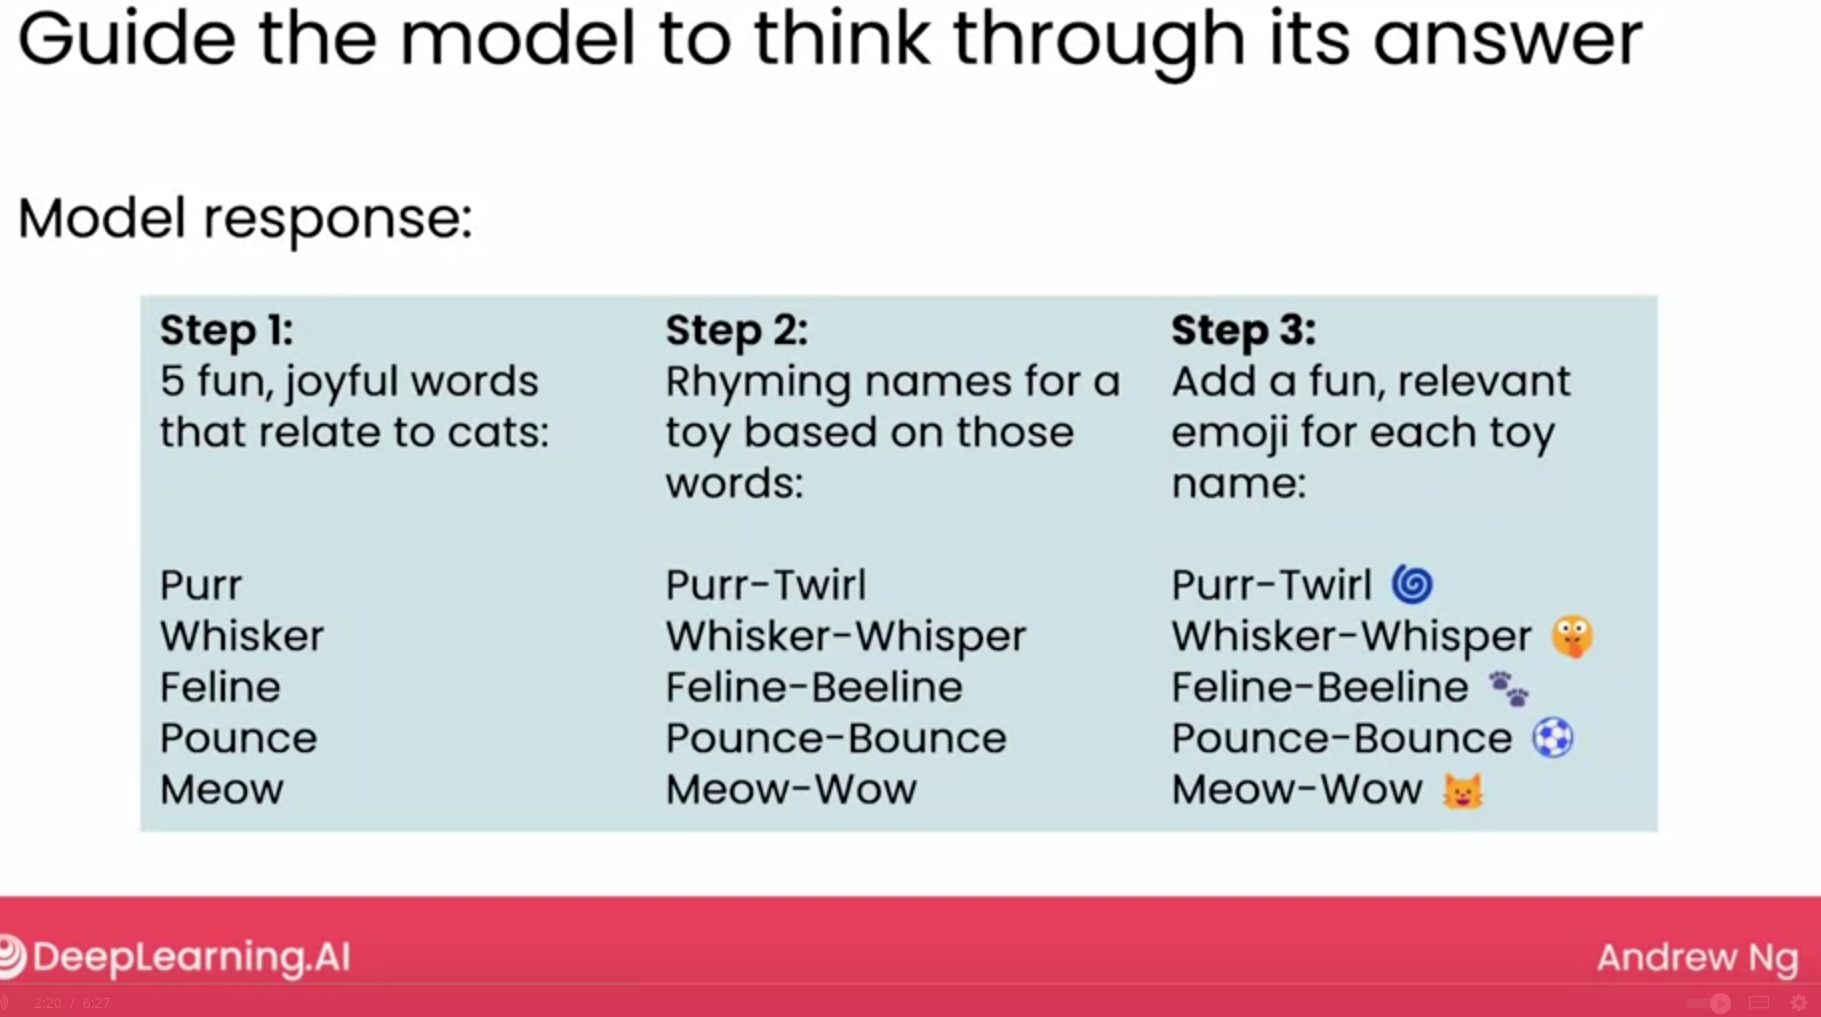 Guide the model to think through its answer
Model response:
Step 1:
5 fun, joyful words
that relate to cats:
Purr
Whisker
Feline
Pounce
Meow
Step 2:
Rhyming names for a
toy based on those
words:
Purr-Twirl
Whisker-Whisper
Feline-Beeline
Pounce-Bounce
Meow-Wow
Step 3:
Add a fun, relevant
emoji for each toy
name:
Purr-Twirl 🌀
Whisker-Whisper 🤪
Feline-Beeline 🐾
Pounce-Bounce ⚽
Meow-Wow 😺
DeepLearning.AI
Andrew Ng
2:20 / 6:27